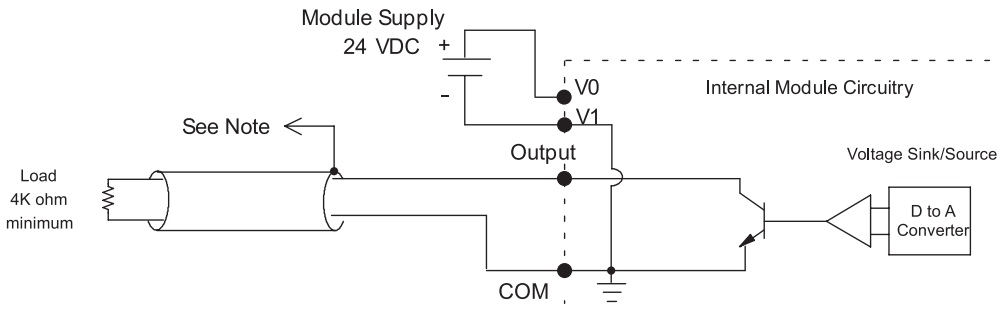 Module Supply
24 VDC
+
-
V0
V1
Internal Module Circuitry
See Note
Output
Voltage Sink/Source
Load
4K ohm
minimum
D to A
Converter
COM